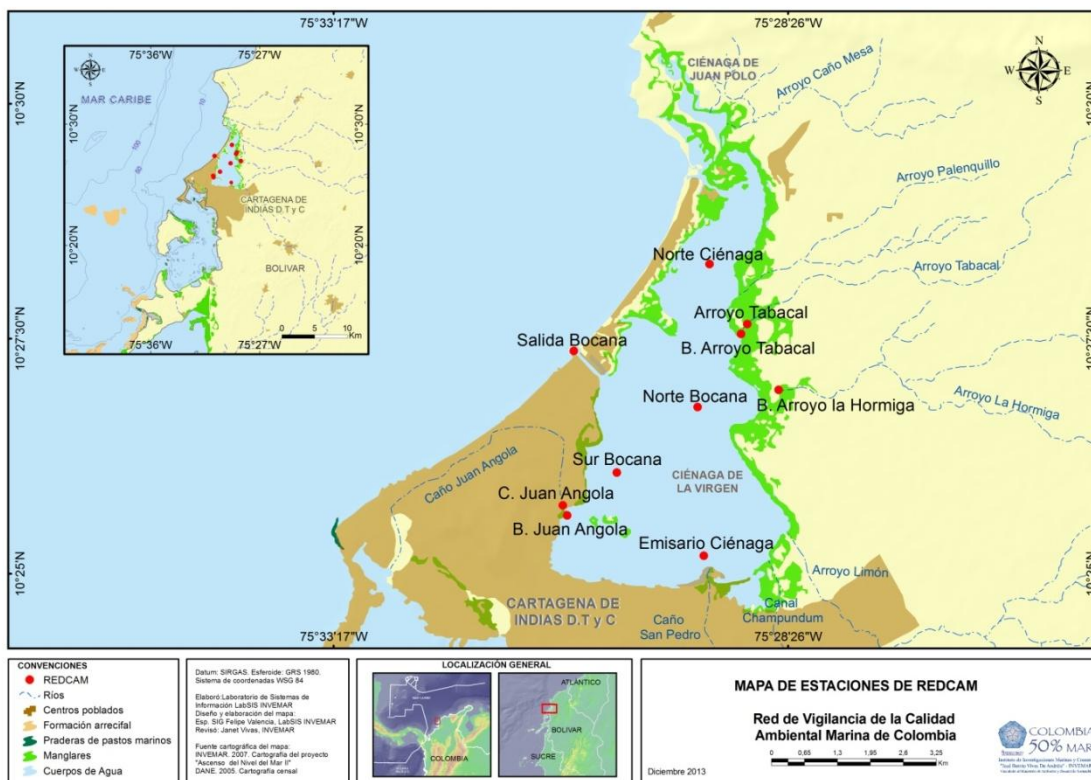 75°33'17"W
75°28'26"W
75°36'W
75°27'W
MAR CARIBE
10
100
50
10°30'N
10°20'N
CARTAGENA DE
INDIAS D.T y C
BOLIVAR
75°36'W
75°27'W
0 5 10
Km
N
W E
S
10°30'N
10°30'N
CIÉNAGA DE
JUAN POLO
Arroyo Caño Mesa
Arroyo Palenquillo
Norte Ciénaga
Arroyo Tabacal
Arroyo Tabacal
B. Arroyo Tabacal
Salida Bocana
10°27'30"N
10°27'30"N
Norte Bocana
B. Arroyo la Hormiga
Arroyo La Hormiga
Caño Juan Angola
Sur Bocana
CIÉNAGA DE
LA VIRGEN
C. Juan Angola
B. Juan Angola
Emisario Ciénaga
10°25'N
10°25'N
Arroyo Limón
CARTAGENA DE
INDIAS D.T y C
Caño
San Pedro
Canal
Champundum
75°33'17"W
75°28'26"W
CONVENCIONES
REDCAM
Ríos
Centros poblados
Formación arrecifal
Praderas de pastos marinos
Manglares
Cuerpos de Agua
Datum: SIRGAS. Esferoide: GRS 1980.
Sistema de coordenadas WSG 84
Elaboró:Laboratorio de Sistemas de
Información LabSIS INVEMAR
Diseño y elaboración del mapa:
Esp. SIG Felipe Valencia, LabSIS INVEMAR
Revisó: Janet Vivas, INVEMAR
Fuente cartográfica del mapa:
INVEMAR. 2007. Cartografía del proyecto
"Ascenso del Nivel del Mar II"
DANE. 2005. Cartografía censal
LOCALIZACIÓN GENERAL
COLOMBIA
ATLÁNTICO
BOLIVAR
SUCRE
MAPA DE ESTACIONES DE REDCAM
Red de Vigilancia de la Calidad
Ambiental Marina de Colombia
0 0,65 1.3 1.95 2.6 3,25
Km
Diciembre 2013
COLOMBIA
50% MAR